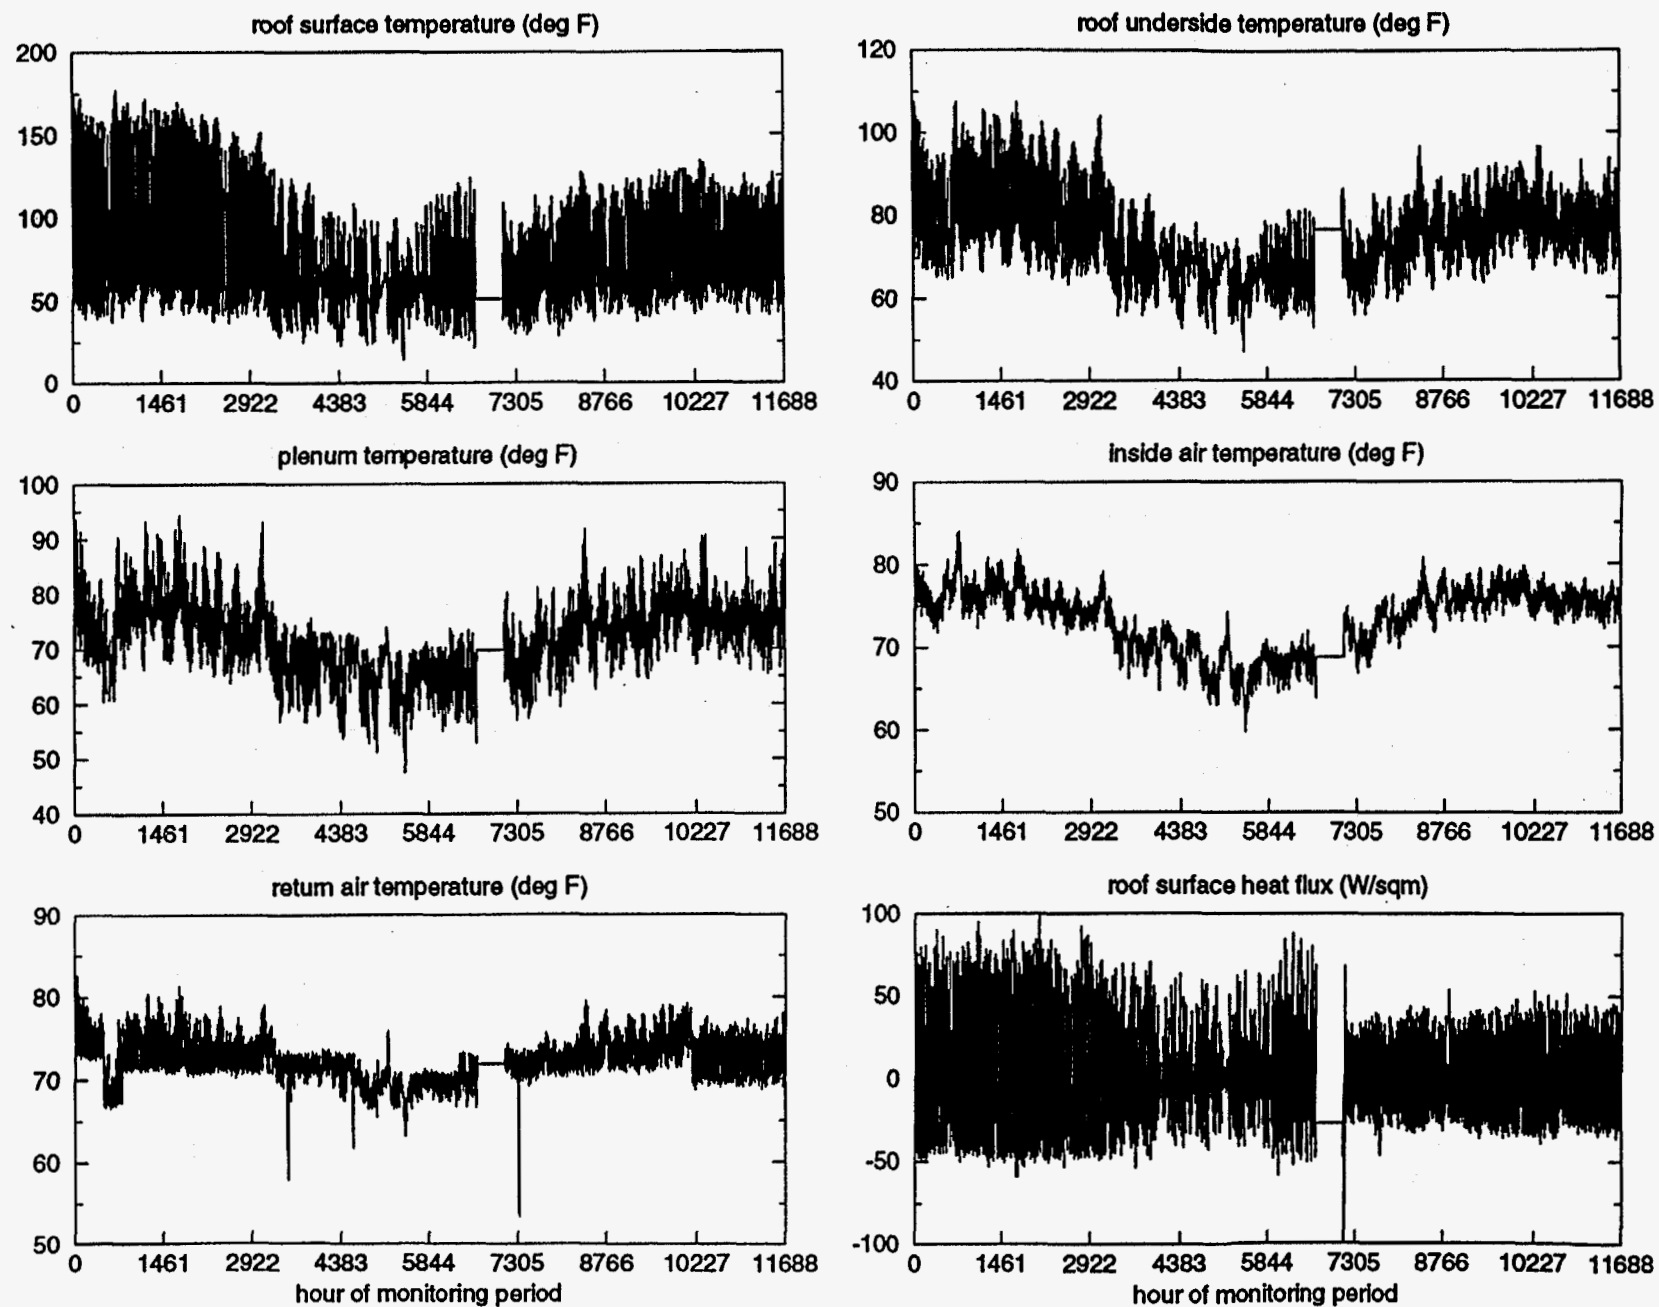 roof surface temperature (deg F)
200
150
100
50
0
0 1461 2922 4383 5844 7305 8766 10227 11688
roof underside temperature (deg F)
120
100
80
60
40
0 1461 2922 4383 5844 7305 8766 10227 11688
plenum temperature (deg F)
100
90
80
70
60
50
40
0 1461 2922 4383 5844 7305 8766 10227 11688
inside air temperature (deg F)
90
80
70
60
50
0 1461 2922 4383 5844 7305 8766 10227 11688
return air temperature (deg F)
90
80
70
60
50
0 1461 2922 4383 5844 7305 8766 10227 11688
hour of monitoring period
roof surface heat flux (W/sqm)
100
50
0
-50
-100
0 1461 2922 4383 5844 7305 8766 10227 11688
hour of monitoring period